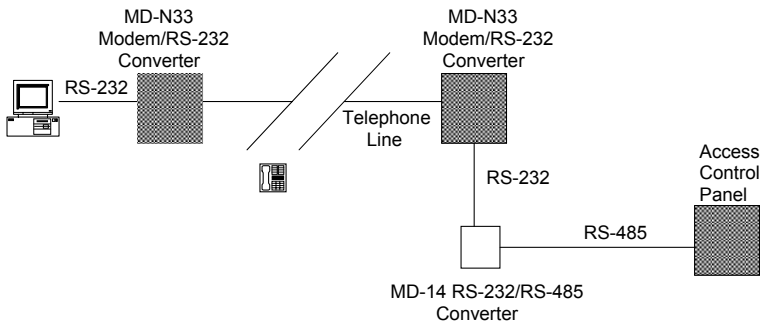 MD-N33
Modem/RS-232
Converter
MD-N33
Modem/RS-232
Converter
RS-232
Telephone
Line
RS-232
Access
Control
Panel
RS-485
MD-14 RS-232/RS-485
Converter